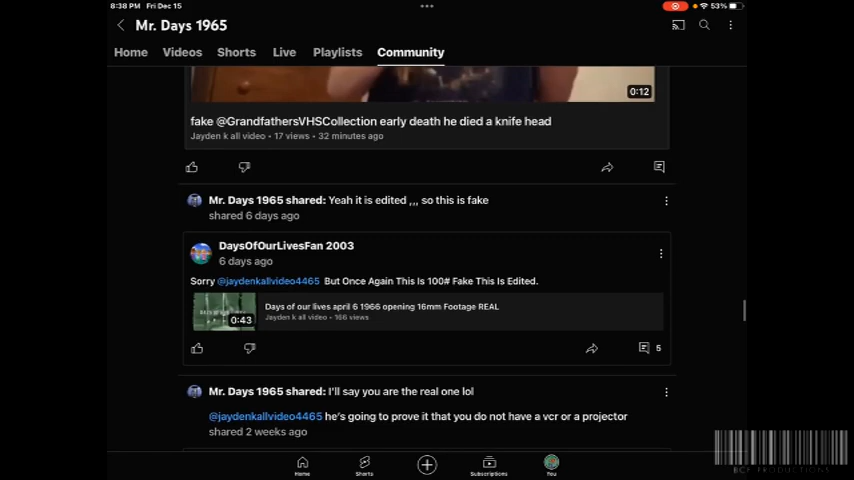 8:38 PM Fri Dec 15
53%
Mr. Days 1965
Home Videos Shorts Live Playlists Community
0:12
fake @GrandfathersVHSCollection early death he died a knife head
Jayden k all video • 17 views • 32 minutes ago
Mr. Days 1965 shared: Yeah it is edited ,,, so this is fake
shared 6 days ago
DaysOfOurLivesFan 2003
6 days ago
Sorry @jaydenkallvideo4465 But Once Again This Is 100# Fake This Is Edited.
Days of our lives april 6 1966 opening 16mm Footage REAL
0:43
Jayden k all video • 166 views
5
Mr. Days 1965 shared: I'll say you are the real one lol
@jaydenkallvideo4465 he's going to prove it that you do not have a vcr or a projector
shared 2 weeks ago
Home Shorts Subscriptions You
PRODUCTIONS